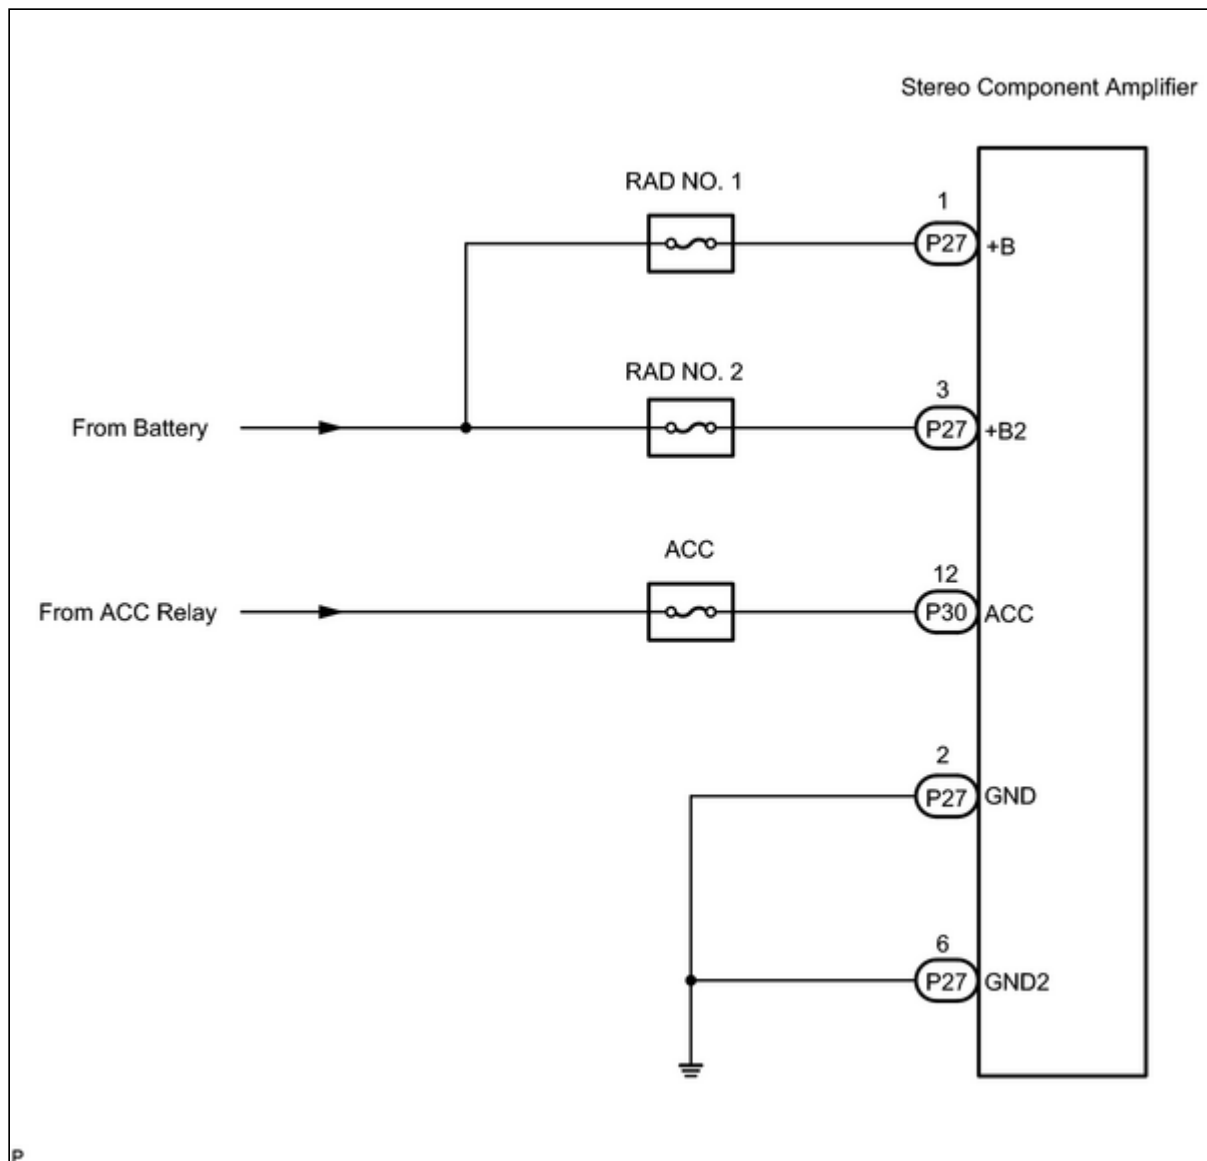 Stereo Component Amplifier
RAD NO. 1
1
P27
+B
RAD NO. 2
3
From Battery
P27
+B2
ACC
12
From ACC Relay
P30
ACC
2
P27
GND
6
P27
GND2
P